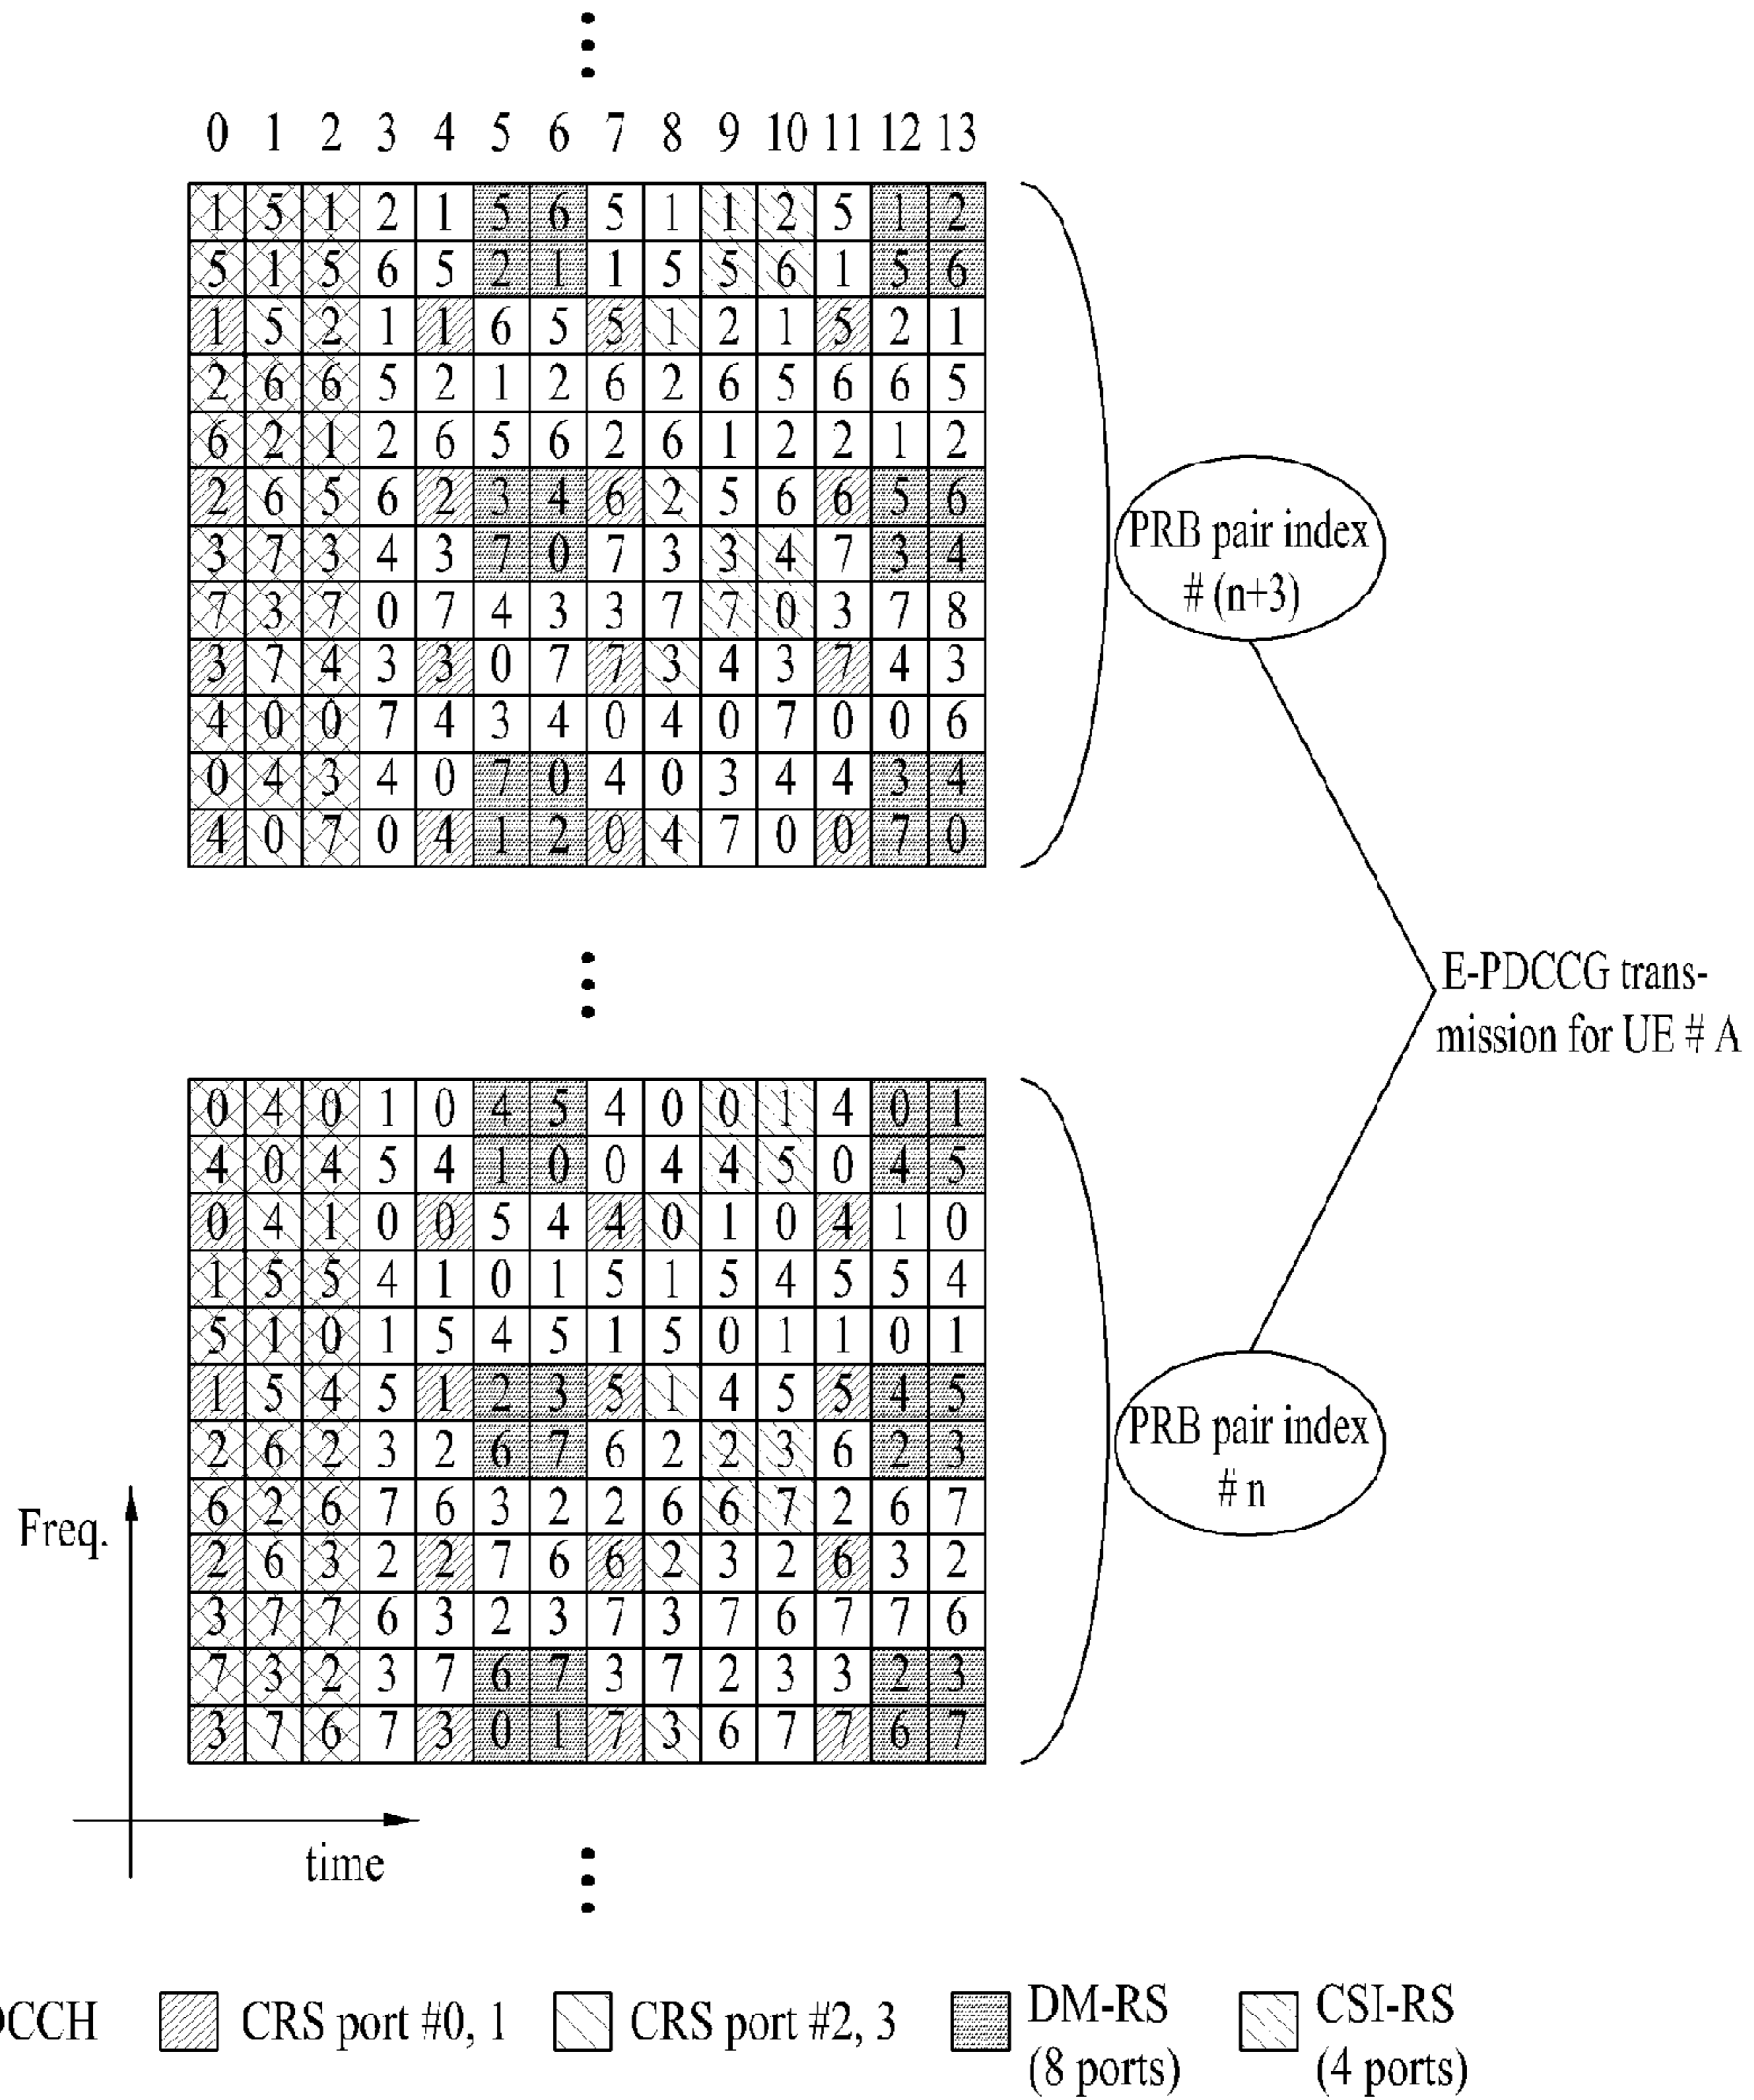 0 1 2 3 4 5 6 7 8 9 10 11 12 13
1 5 1 2 1 5 6 5 1 1 2 5 1 2
5 1 5 6 5 2 1 1 5 5 6 1 5 6
1 5 2 1 1 6 5 5 1 2 1 5 2 1
2 6 6 5 2 1 2 6 2 6 5 6 6 5
6 2 1 2 6 5 6 2 6 1 2 2 1 2
2 6 5 6 2 3 4 6 2 5 6 6 5 6
3 7 3 4 3 7 0 7 3 3 4 7 3 4
7 3 7 0 7 4 3 3 7 7 0 3 7 8
3 7 4 3 3 0 7 7 3 4 3 7 4 3
4 0 0 7 4 3 4 0 4 0 7 0 0 6
0 4 3 4 0 7 0 4 0 3 4 4 3 4
4 0 7 0 4 1 2 0 4 7 0 0 7 0
PRB pair index
# (n+3)
E-PDCCG trans-
mission for UE # A
0 4 0 1 0 4 5 4 0 0 1 4 0 1
4 0 4 5 4 1 0 0 4 4 5 0 4 5
0 4 1 0 0 5 4 4 0 1 0 4 1 0
1 5 5 4 1 0 1 5 1 5 4 5 5 4
5 1 0 1 5 4 5 1 5 0 1 1 0 1
1 5 4 5 1 2 3 5 1 4 5 5 4 5
2 6 2 3 2 6 7 6 2 2 3 6 2 3
6 2 6 7 6 3 2 2 6 6 7 2 6 7
2 6 3 2 2 7 6 6 2 3 2 6 3 2
3 7 7 6 3 2 3 7 3 7 6 7 7 6
7 3 2 3 7 6 7 3 7 2 3 3 2 3
3 7 6 7 3 0 1 7 3 6 7 7 6 7
PRB pair index
# n
Freq.
time
CRS port #0, 1
CRS port #2, 3
DM-RS
(8 ports)
CSI-RS
(4 ports)